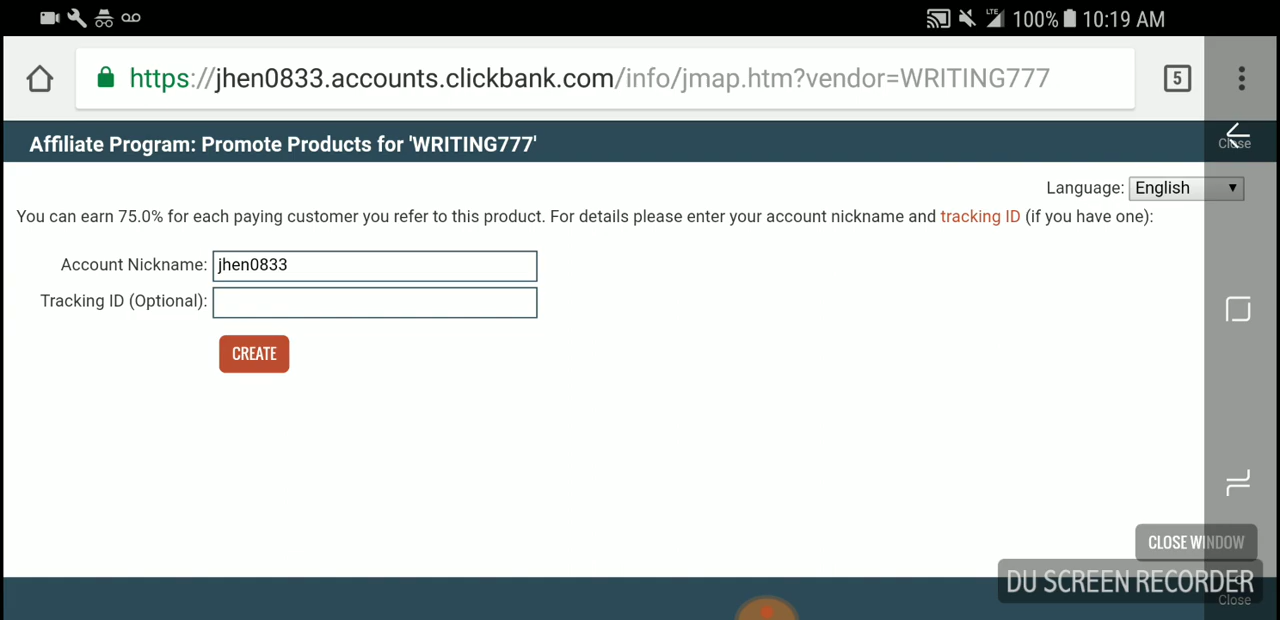 LTE 100% 10:19 AM
https://jhen0833.accounts.clickbank.com/info/jmap.htm?vendor=WRITING777
5
Affiliate Program: Promote Products for 'WRITING777'
Close
Language: English
You can earn 75.0% for each paying customer you refer to this product. For details please enter your account nickname and tracking ID (if you have one):
Account Nickname: jhen0833
Tracking ID (Optional):
CREATE
CLOSE WINDOW
DU SCREEN RECORDER
Close